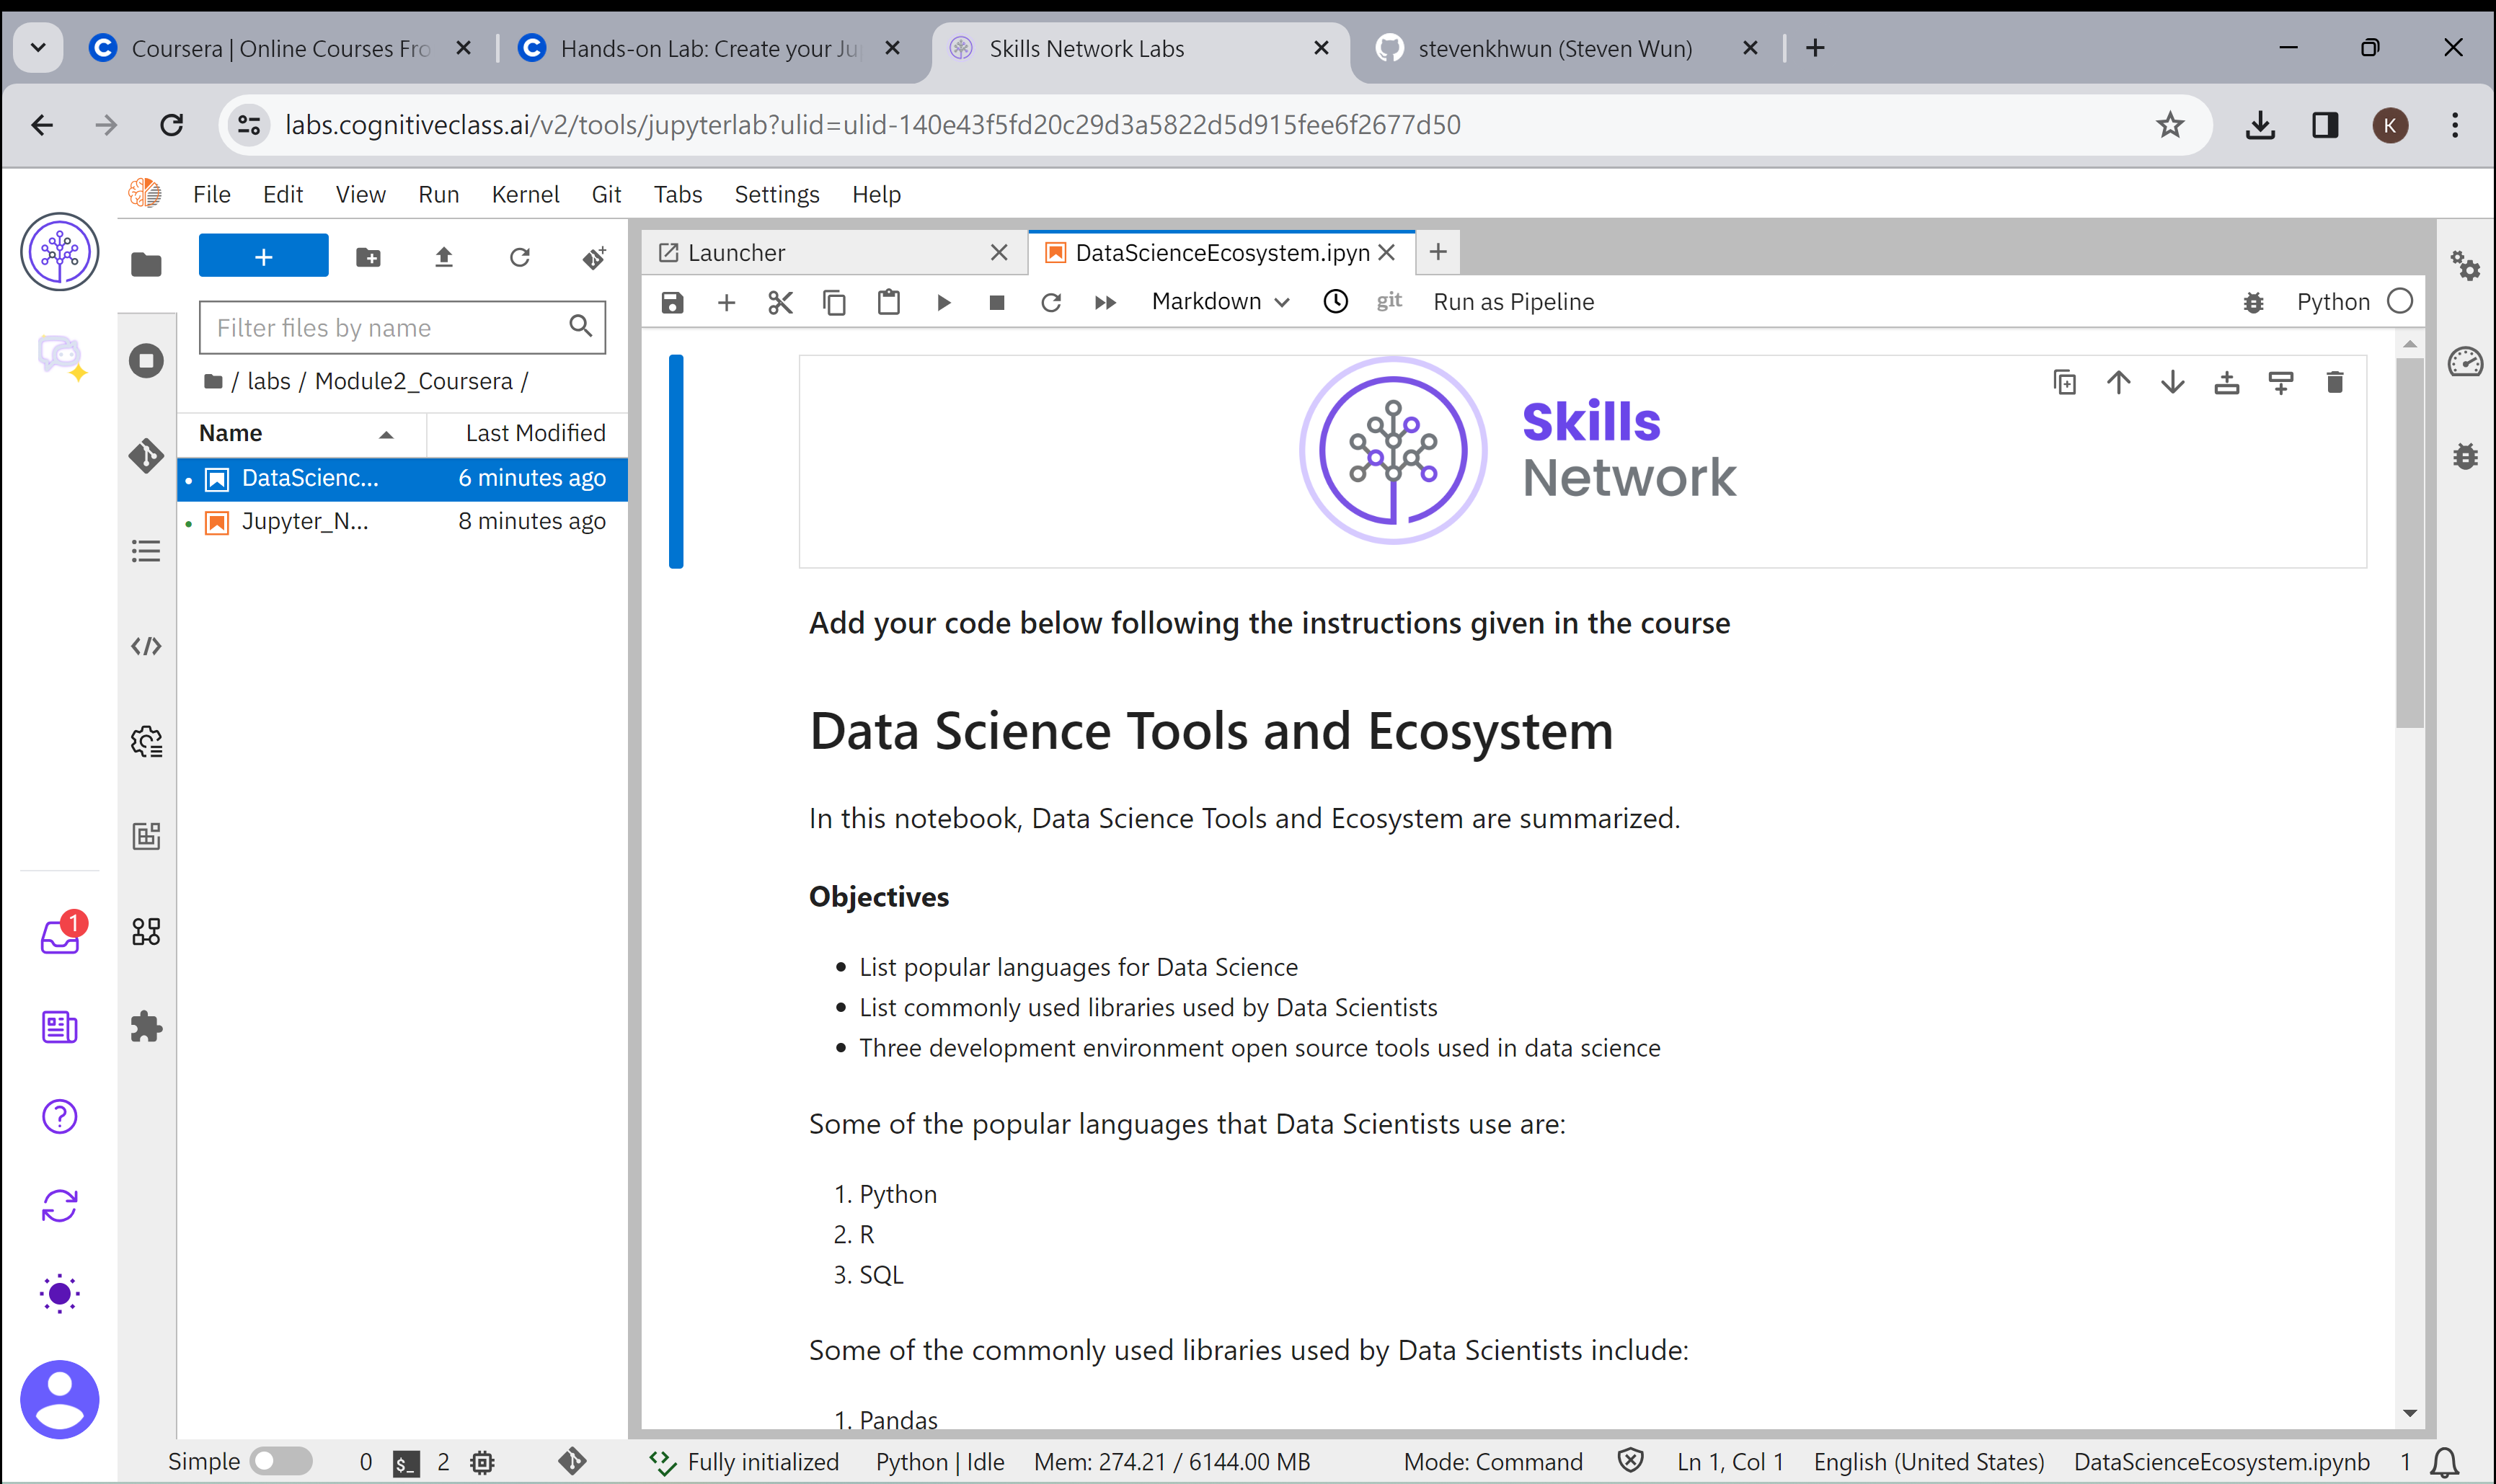 Coursera | Online Courses Fro
Hands-on Lab: Create your Ju
Skills Network Labs
stevenkhwun (Steven Wun)
labs.cognitiveclass.ai/v2/tools/jupyterlab?ulid=ulid-140e43f5fd20c29d3a5822d5d915fee6f2677d50
K
File Edit View Run Kernel Git Tabs Settings Help
Filter files by name
/ labs / Module2_Coursera /
Name Last Modified
DataScienc... 6 minutes ago
Jupyter_N... 8 minutes ago
Launcher
DataScienceEcosystem.ipyn
Markdown git Run as Pipeline Python
Skills
Network
Add your code below following the instructions given in the course
Data Science Tools and Ecosystem
In this notebook, Data Science Tools and Ecosystem are summarized.
Objectives
List popular languages for Data Science
List commonly used libraries used by Data Scientists
Three development environment open source tools used in data science
Some of the popular languages that Data Scientists use are:
1. Python
2. R
3. SQL
Some of the commonly used libraries used by Data Scientists include:
1. Pandas
1
Simple 0 $_ 2 Fully initialized Python | Idle Mem: 274.21 / 6144.00 MB Mode: Command Ln 1, Col 1 English (United States) DataScienceEcosystem.ipynb 1